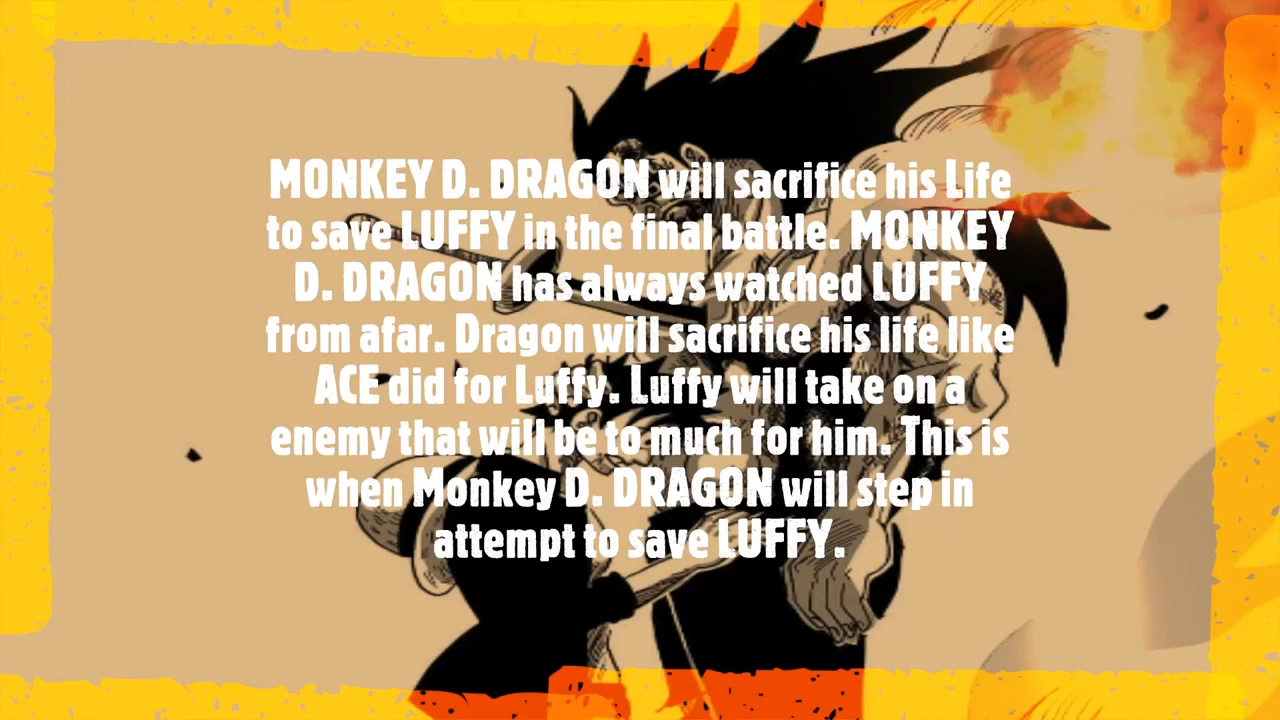 MONKEY D. DRAGON will sacrifice his Life
to save LUFFY in the final battle. MONKEY
D. DRAGON has always watched LUFFY
from afar. Dragon will sacrifice his life like
ACE did for Luffy. Luffy will take on a
enemy that will be to much for him. This is
when Monkey D. DRAGON will step in
attempt to save LUFFY.